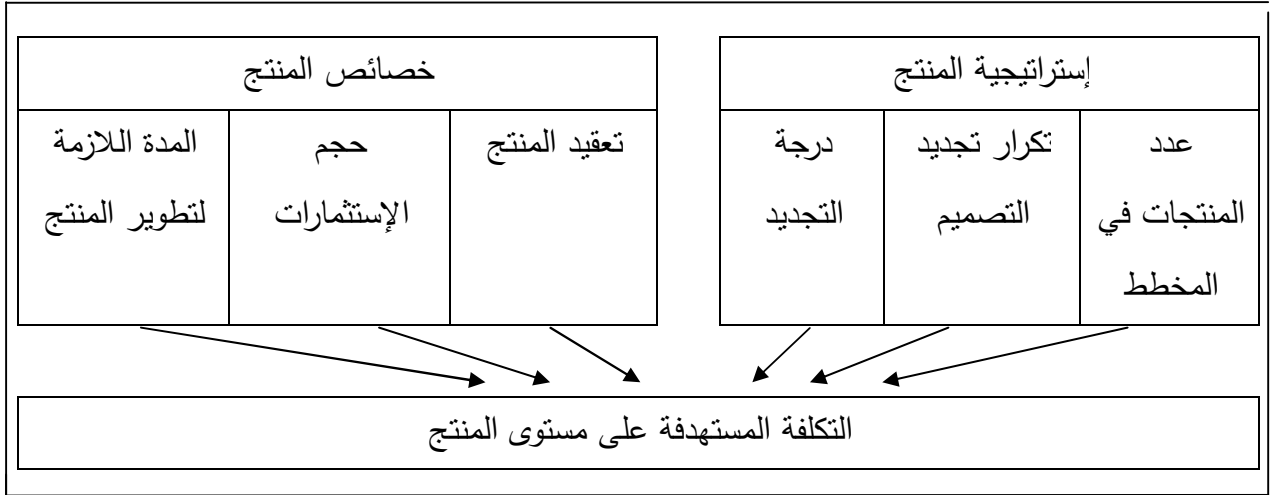 إستراتيجية المنتج
عدد
المنتجات في
المخطط
تكرار تجديد
التصميم
درجة
التجديد
خصائص المنتج
تعقيد المنتج
حجم
الإستثمارات
المدة اللازمة
لتطوير المنتج
التكلفة المستهدفة على مستوى المنتج